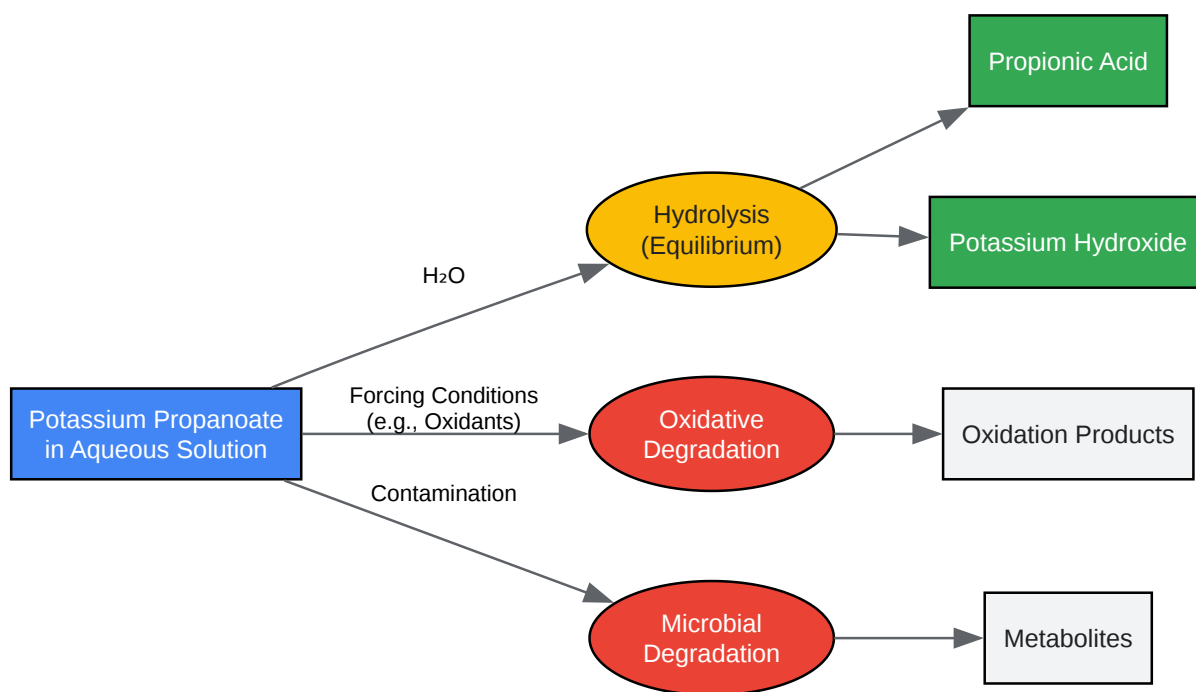 Propionic Acid
Hydrolysis
(Equilibrium)
Potassium Hydroxide
H₂O
Potassium Propanoate
in Aqueous Solution
Forcing Conditions
(e.g., Oxidants)
Oxidative
Degradation
Oxidation Products
Contamination
Microbial
Degradation
Metabolites